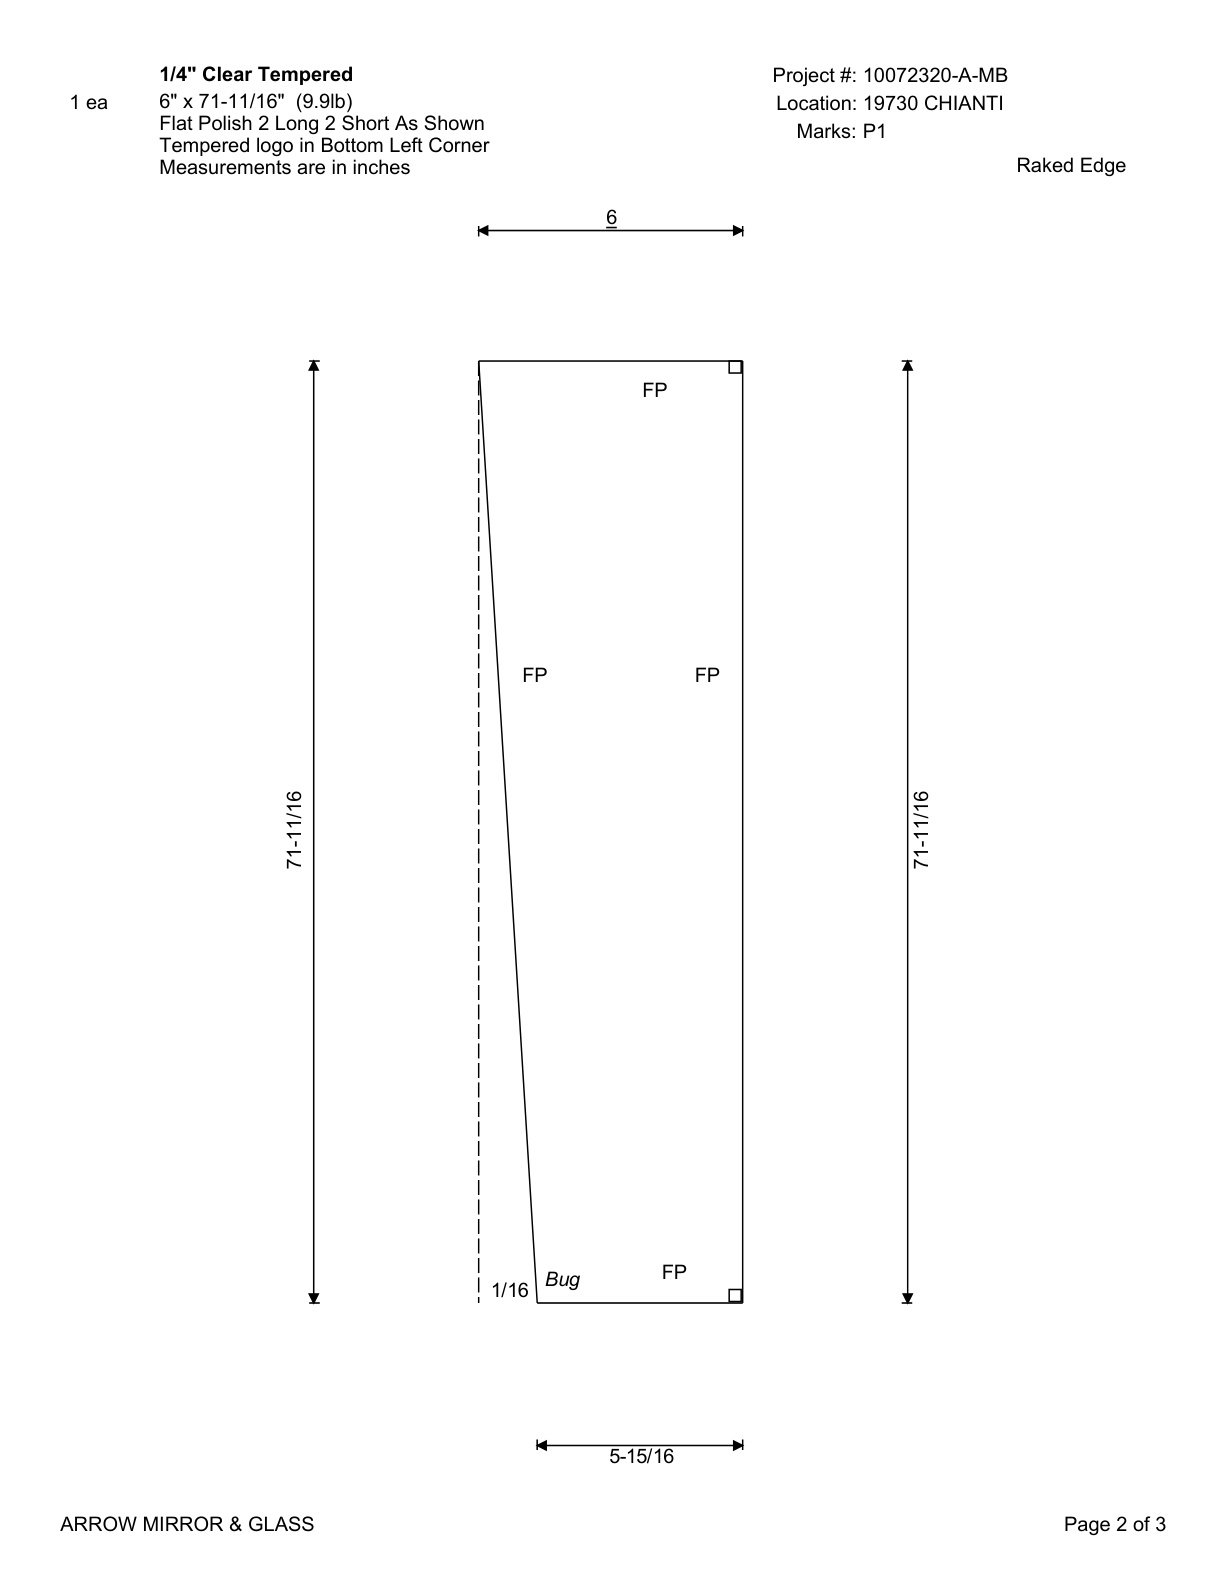 1/4" Clear Tempered
1 ea
6" x 71-11/16"  (9.9lb)
Flat Polish 2 Long 2 Short As Shown
Tempered logo in Bottom Left Corner
Measurements are in inches
Project #: 10072320-A-MB
Location: 19730 CHIANTI
Marks: P1
Raked Edge
6
FP
FP
FP
71-11/16
71-11/16
FP
Bug
1/16
5-15/16
ARROW MIRROR & GLASS
Page 2 of 3